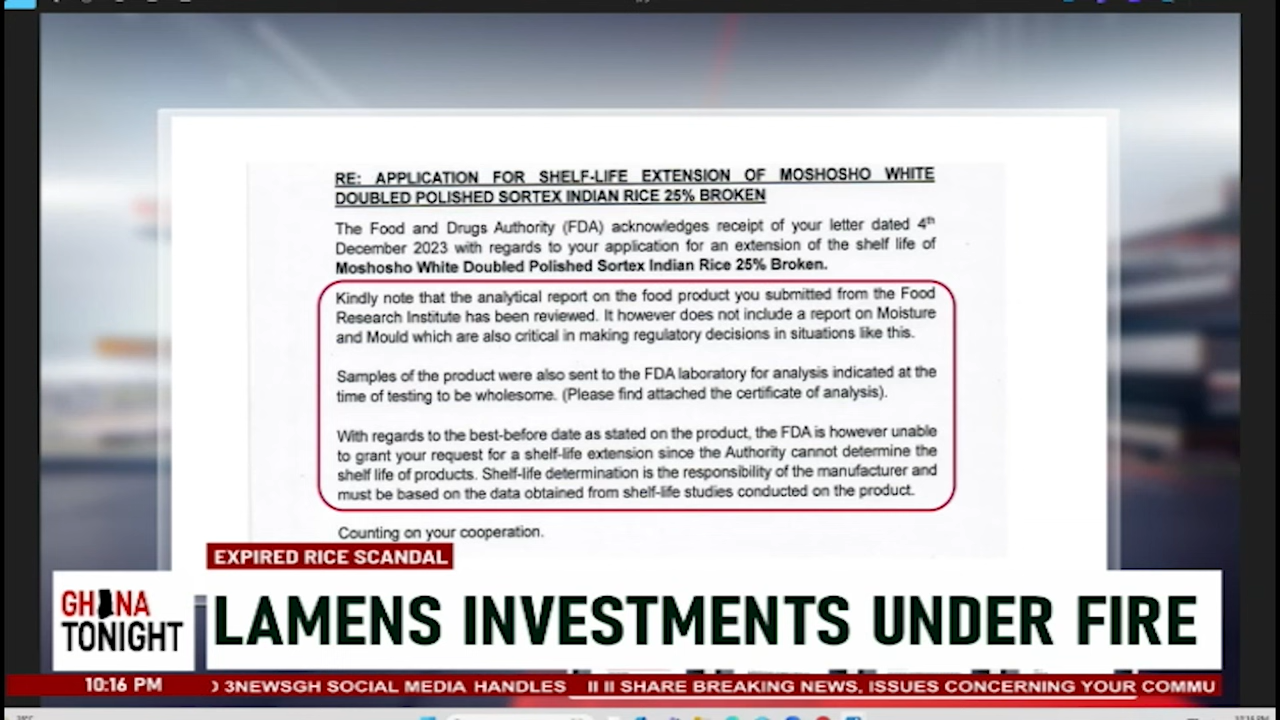 RE: APPLICATION FOR SHELF-LIFE EXTENSION OF MOSHOSHO WHITE
DOUBLED POLISHED SORTEX INDIAN RICE 25% BROKEN
The Food and Drugs Authority (FDA) acknowledges receipt of your letter dated 4th
December 2023 with regards to your application for an extension of the shelf life of
Moshosho White Doubled Polished Sortex Indian Rice 25% Broken.
Kindly note that the analytical report on the food product you submitted from the Food
Research Institute has been reviewed. It however does not include a report on Moisture
and Mould which are also critical in making regulatory decisions in situations like this.
Samples of the product were also sent to the FDA laboratory for analysis indicated at the
time of testing to be wholesome. (Please find attached the certificate of analysis).
With regards to the best-before date as stated on the product, the FDA is however unable
to grant your request for a shelf-life extension since the Authority cannot determine the
shelf life of products. Shelf-life determination is the responsibility of the manufacturer and
must be based on the data obtained from shelf-life studies conducted on the product.
Counting on your cooperation.
EXPIRED RICE SCANDAL
GHANA
TONIGHT
LAMENS INVESTMENTS UNDER FIRE
10:16 PM
3NEWSGH SOCIAL MEDIA HANDLES || || SHARE BREAKING NEWS, ISSUES CONCERNING YOUR COMMU